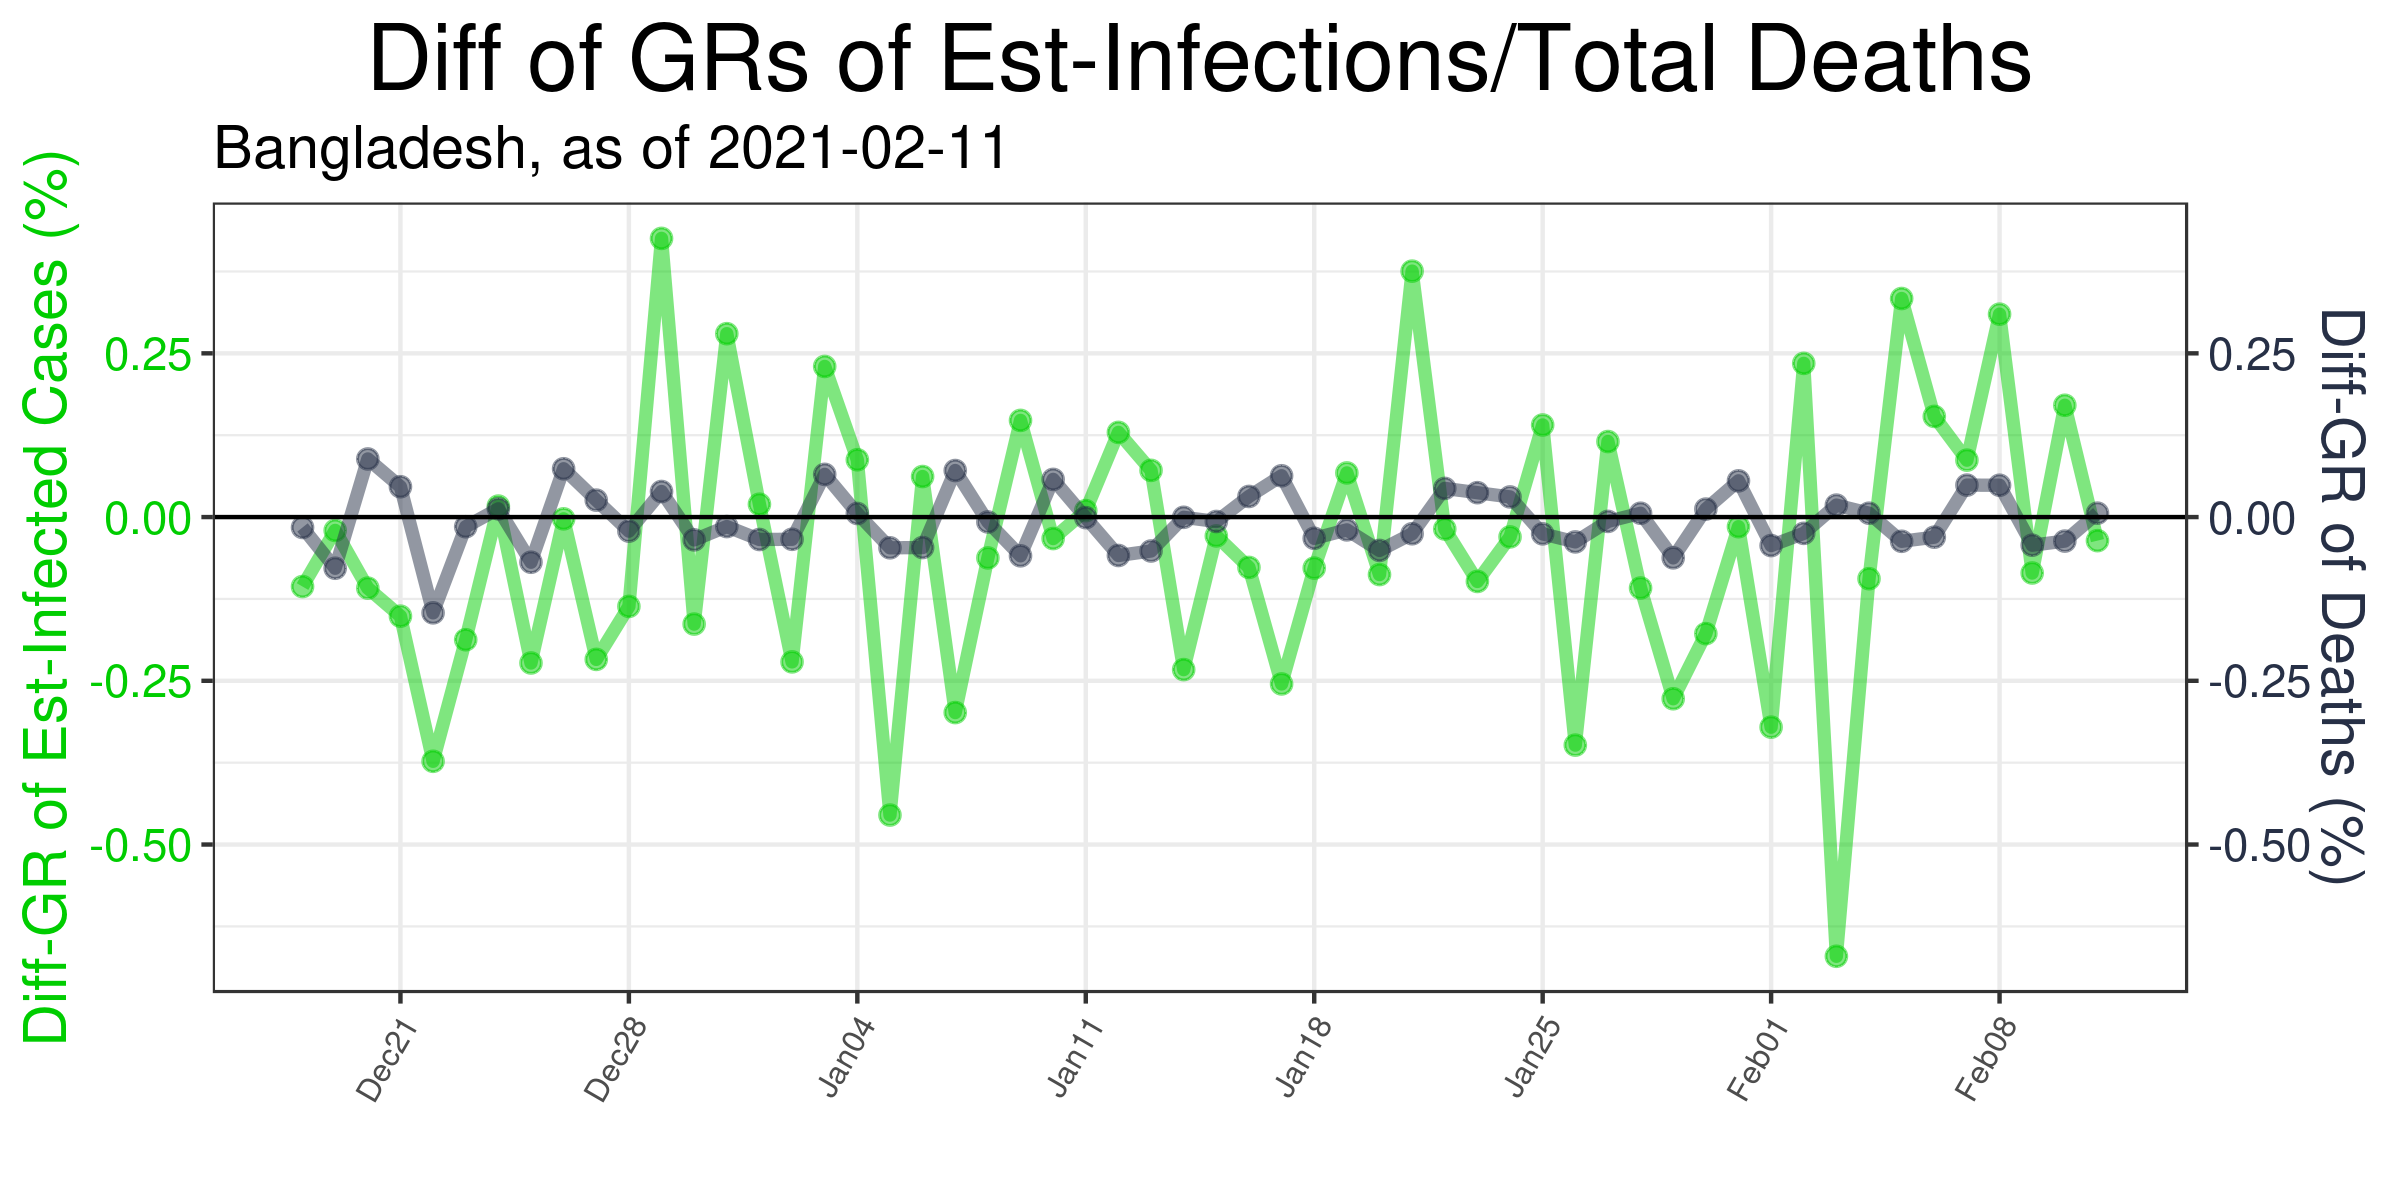 Diff of GRs of Est-Infections/Total Deaths
Bangladesh, as of 2021-02-11
Diff-GR of Est-Infected Cases (%)
0.25
0.00
-0.25
-0.50
0.25
0.00
-0.25
-0.50
Diff-GR of Deaths (%)
Dec21
Dec28
Jan04
Jan11
Jan18
Jan25
Feb01
Feb08